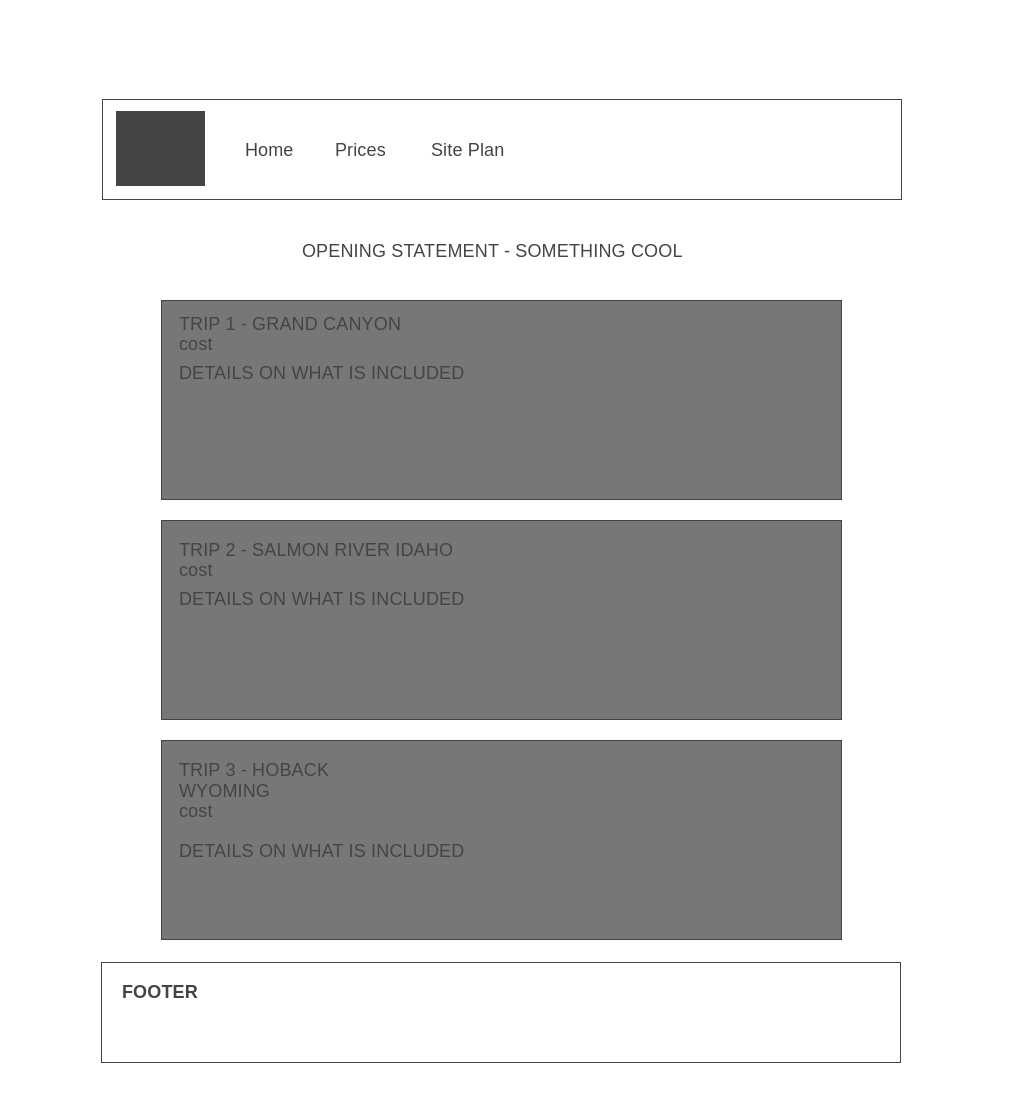 Home Prices Site Plan
OPENING STATEMENT - SOMETHING COOL
TRIP 1 - GRAND CANYON
cost
DETAILS ON WHAT IS INCLUDED
TRIP 2 - SALMON RIVER IDAHO
cost
DETAILS ON WHAT IS INCLUDED
TRIP 3 - HOBACK
WYOMING
cost
DETAILS ON WHAT IS INCLUDED
FOOTER